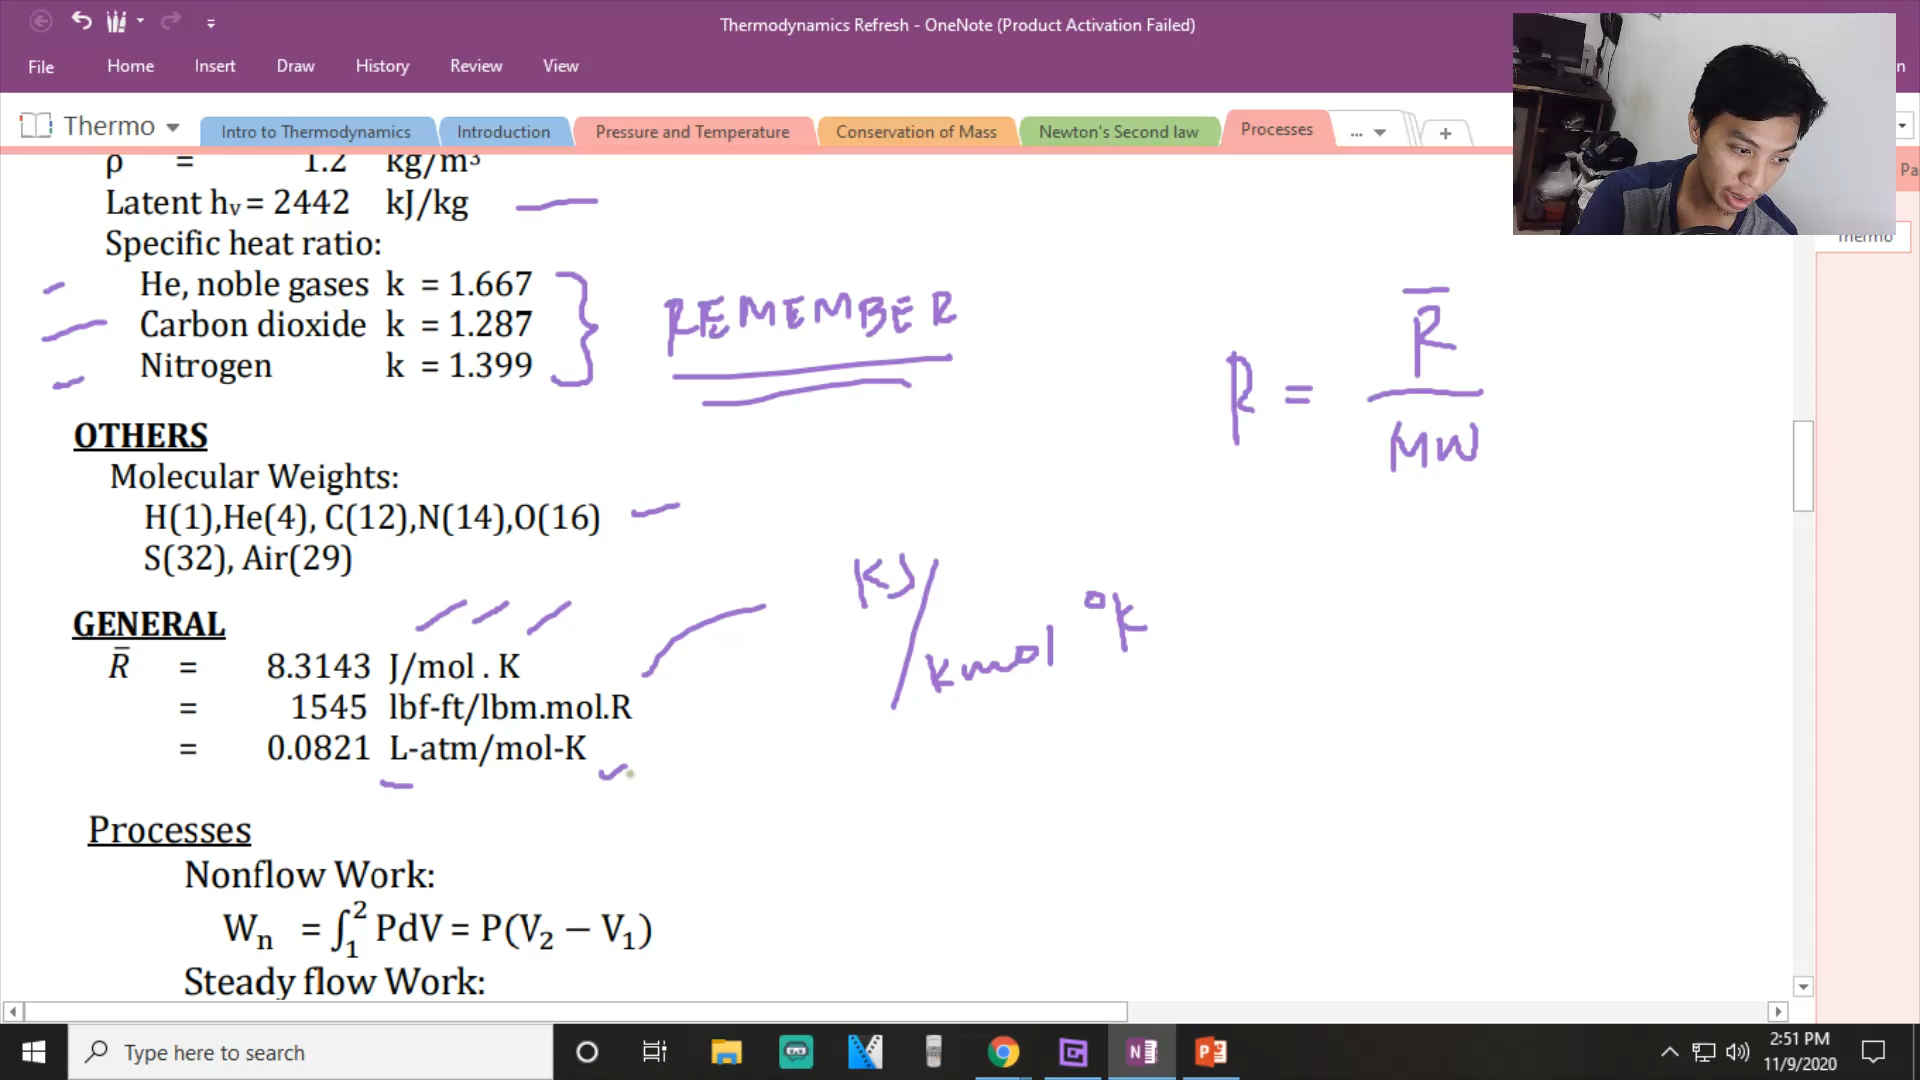 Thermodynamics Refresh - OneNote (Product Activation Failed)
File Home Insert Draw History Review View
Thermo Intro to Thermodynamics Introduction Pressure and Temperature Conservation of Mass Newton's Second law Processes ... +
ρ = 1.2 kg/m³
Latent hᵥ = 2442 kJ/kg
Specific heat ratio:
He, noble gases k = 1.667
Carbon dioxide k = 1.287
Nitrogen k = 1.399
REMEMBER
R = R̅ / MW
OTHERS
Molecular Weights:
H(1),He(4), C(12),N(14),O(16)
S(32), Air(29)
KJ/kmol °K
GENERAL
R̅ = 8.3143 J/mol . K
= 1545 lbf-ft/lbm.mol.R
= 0.0821 L-atm/mol-K
Processes
Nonflow Work:
Wₙ = ∫₁² PdV = P(V₂ − V₁)
Steady flow Work:
Thermo
Type here to search
2:51 PM
11/9/2020